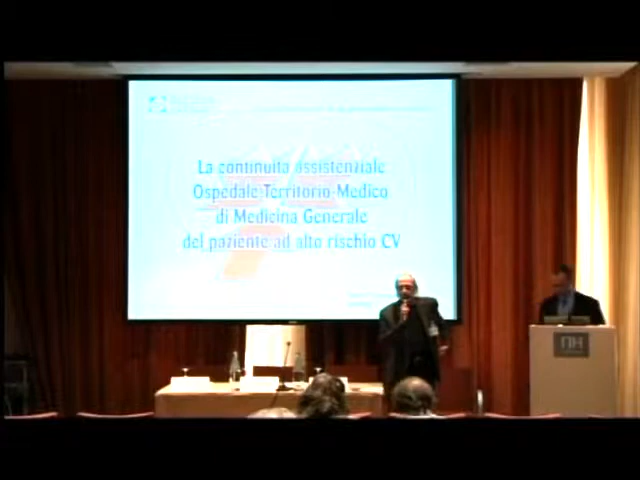 La continuità assistenziale
Ospedale-Territorio-Medico
di Medicina Generale
del paziente ad alto rischio CV
NH